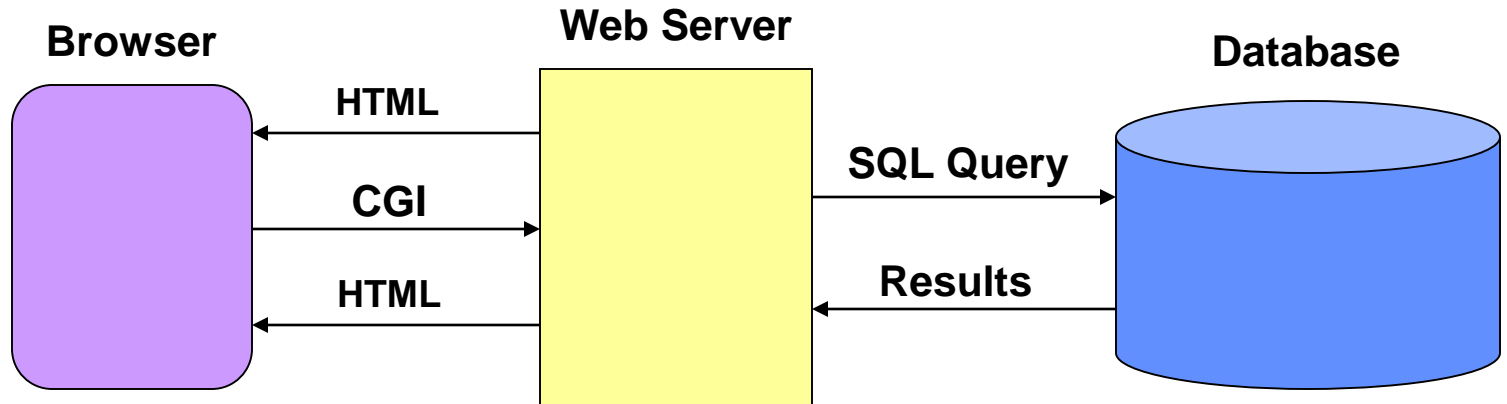 Browser
Web Server
Database
HTML
SQL Query
CGI
Results
HTML